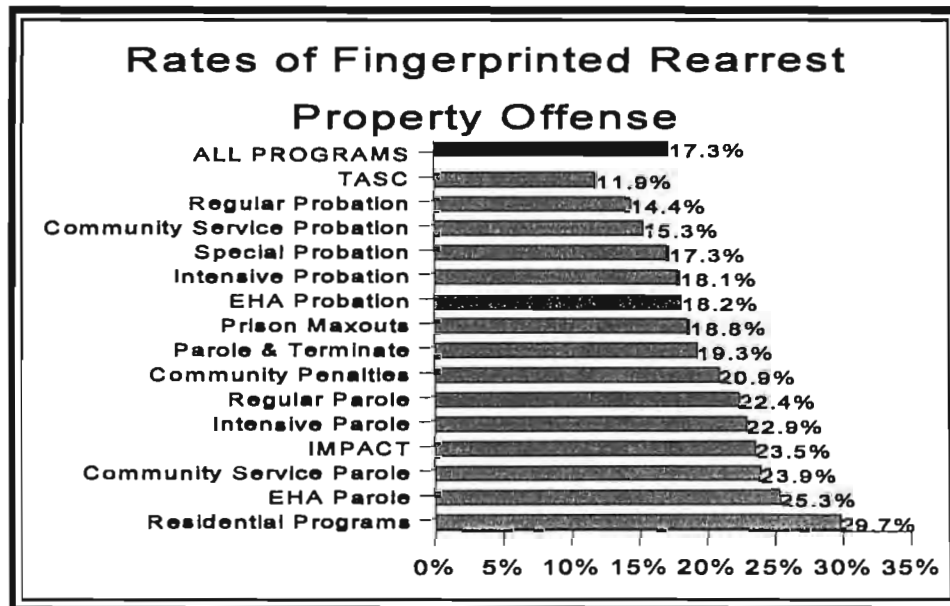 Rates of Fingerprinted Rearrest
Property Offense
ALL PROGRAMS 17.3%
TASC 11.9%
Regular Probation 14.4%
Community Service Probation 15.3%
Special Probation 17.3%
Intensive Probation 18.1%
EHA Probation 18.2%
Prison Maxouts 18.8%
Parole & Terminate 19.3%
Community Penalties 20.9%
Regular Parole 22.4%
Intensive Parole 22.9%
IMPACT 23.5%
Community Service Parole 23.9%
EHA Parole 25.3%
Residential Programs 29.7%
0% 5% 10% 15% 20% 25% 30% 35%